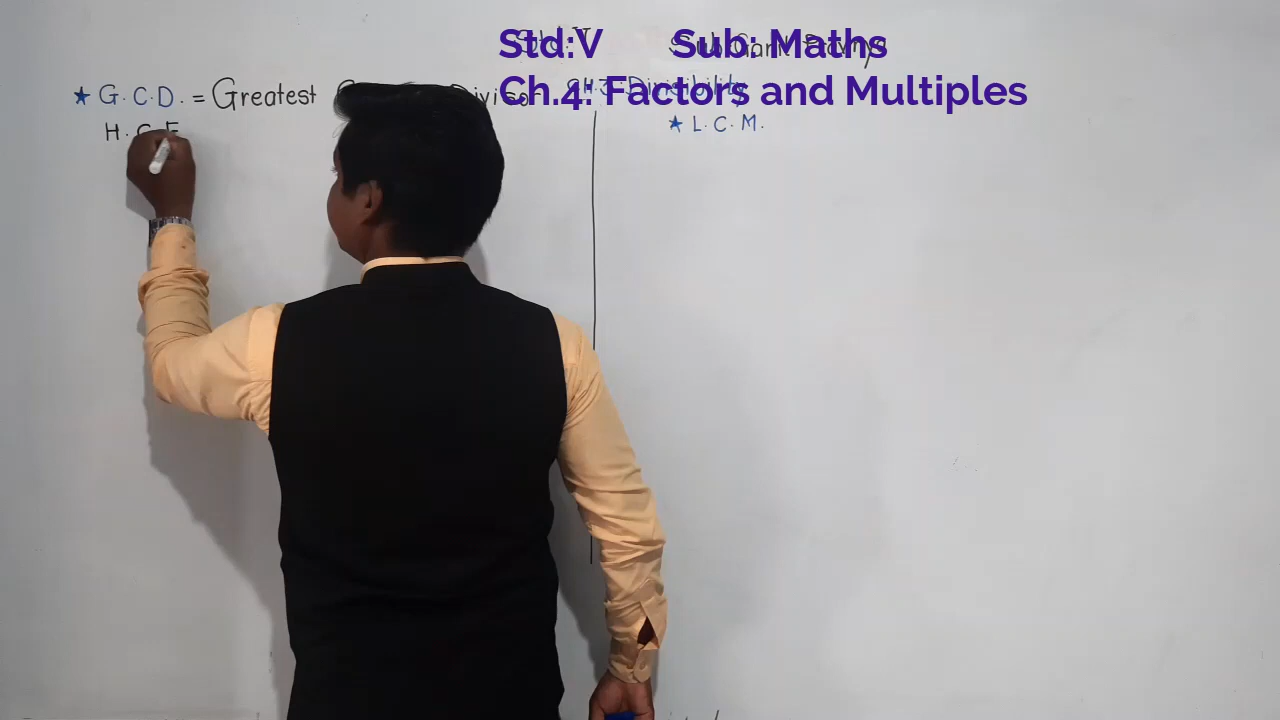 Std:V Sub: Maths
Ch.4: Factors and Multiples
★ G.C.D. = Greatest
H.C.F
★ L.C.M.